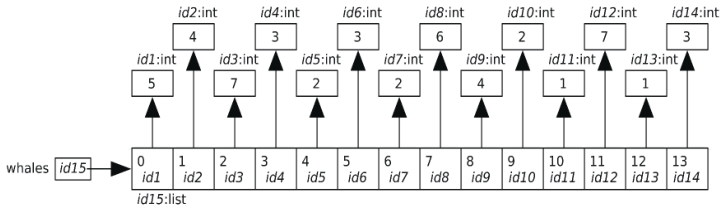 id2:int id4:int id6:int id8:int id10:int id12:int id14:int
4 3 3 6 2 7 3
id1:int id3:int id5:int id7:int id9:int id11:int id13:int
5 7 2 2 4 1 1
0 1 2 3 4 5 6 7 8 9 10 11 12 13
whales id15 id1 id2 id3 id4 id5 id6 id7 id8 id9 id10 id11 id12 id13 id14
id15:list